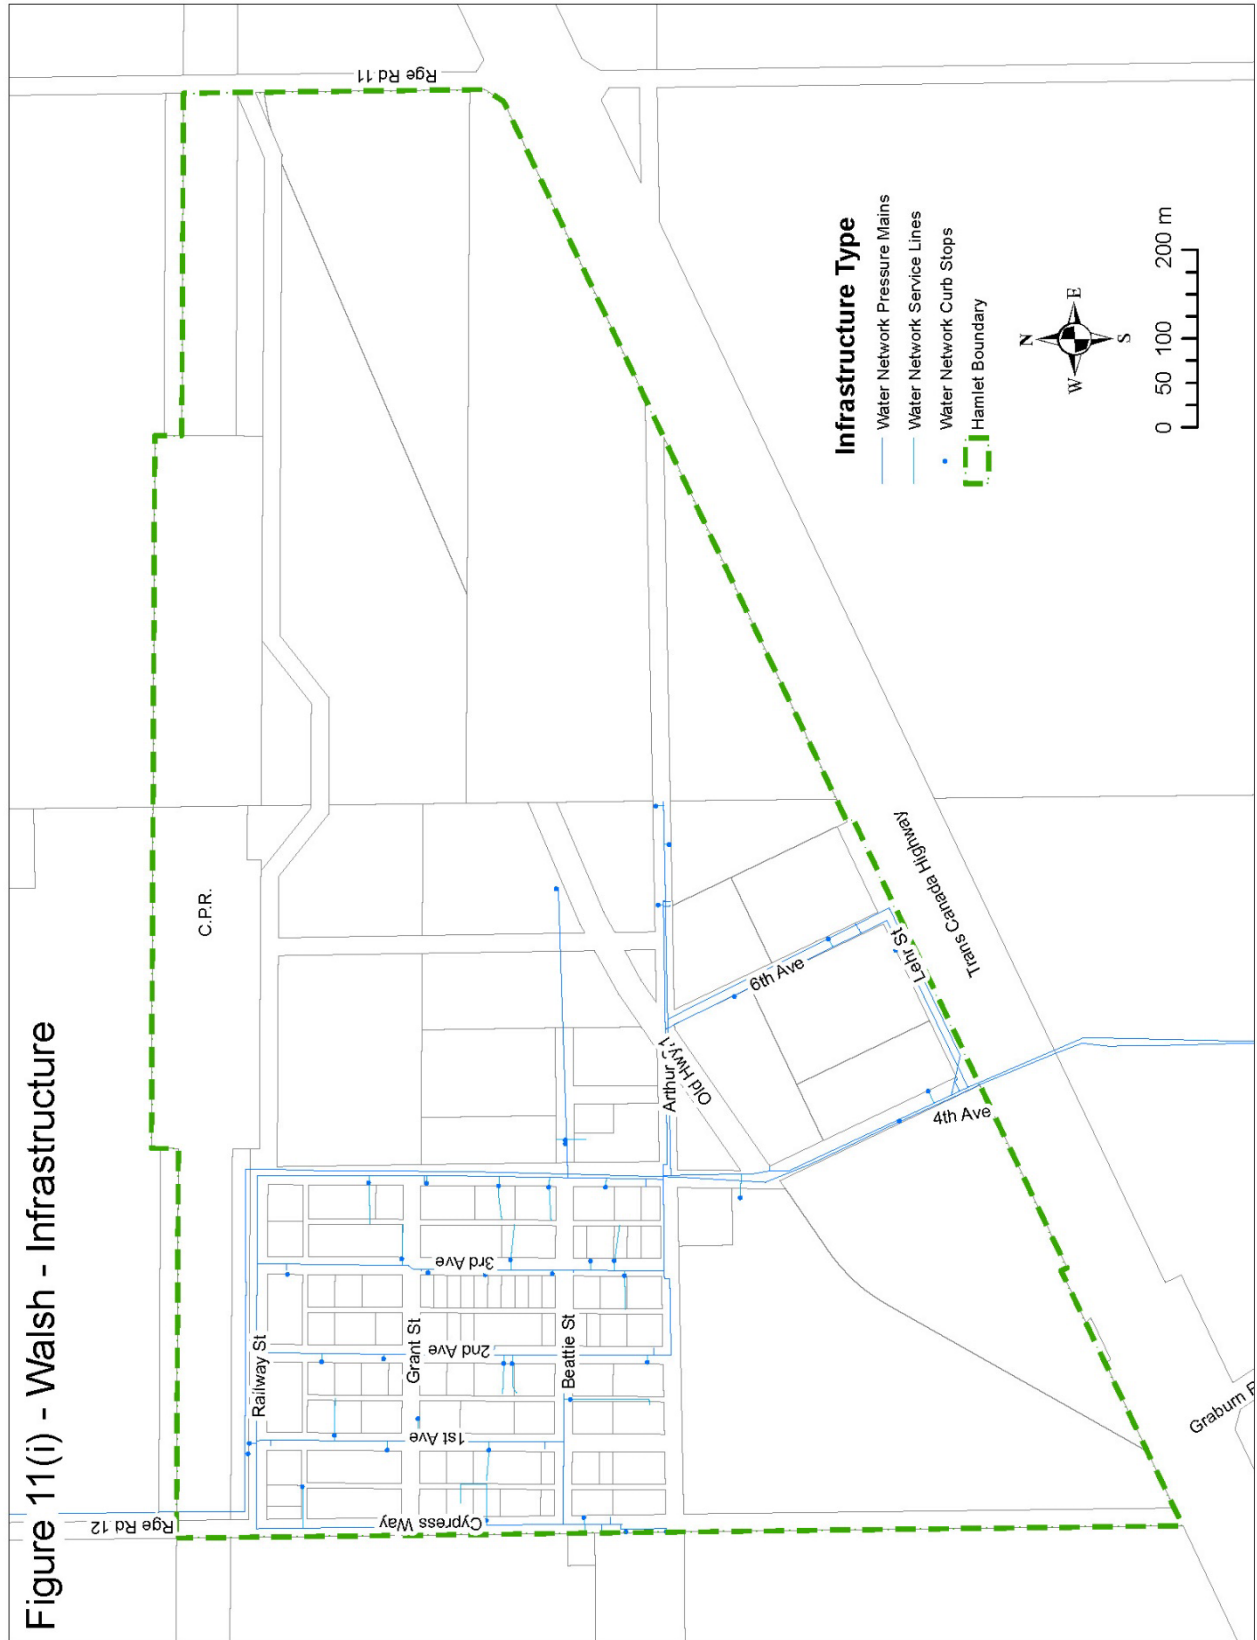 Figure 11(i) - Walsh - Infrastructure
Rge Rd 12
Rge Rd 11
C.P.R.
Railway St
Grant St
Beattie St
Cypress Way
1st Ave
2nd Ave
3rd Ave
Arthur
Old Hwy 1
6th Ave
4th Ave
Lehr St
Trans Canada Highway
Graburn
Infrastructure Type
Water Network Pressure Mains
Water Network Service Lines
Water Network Curb Stops
Hamlet Boundary
N
W
E
S
0 50 100 200 m